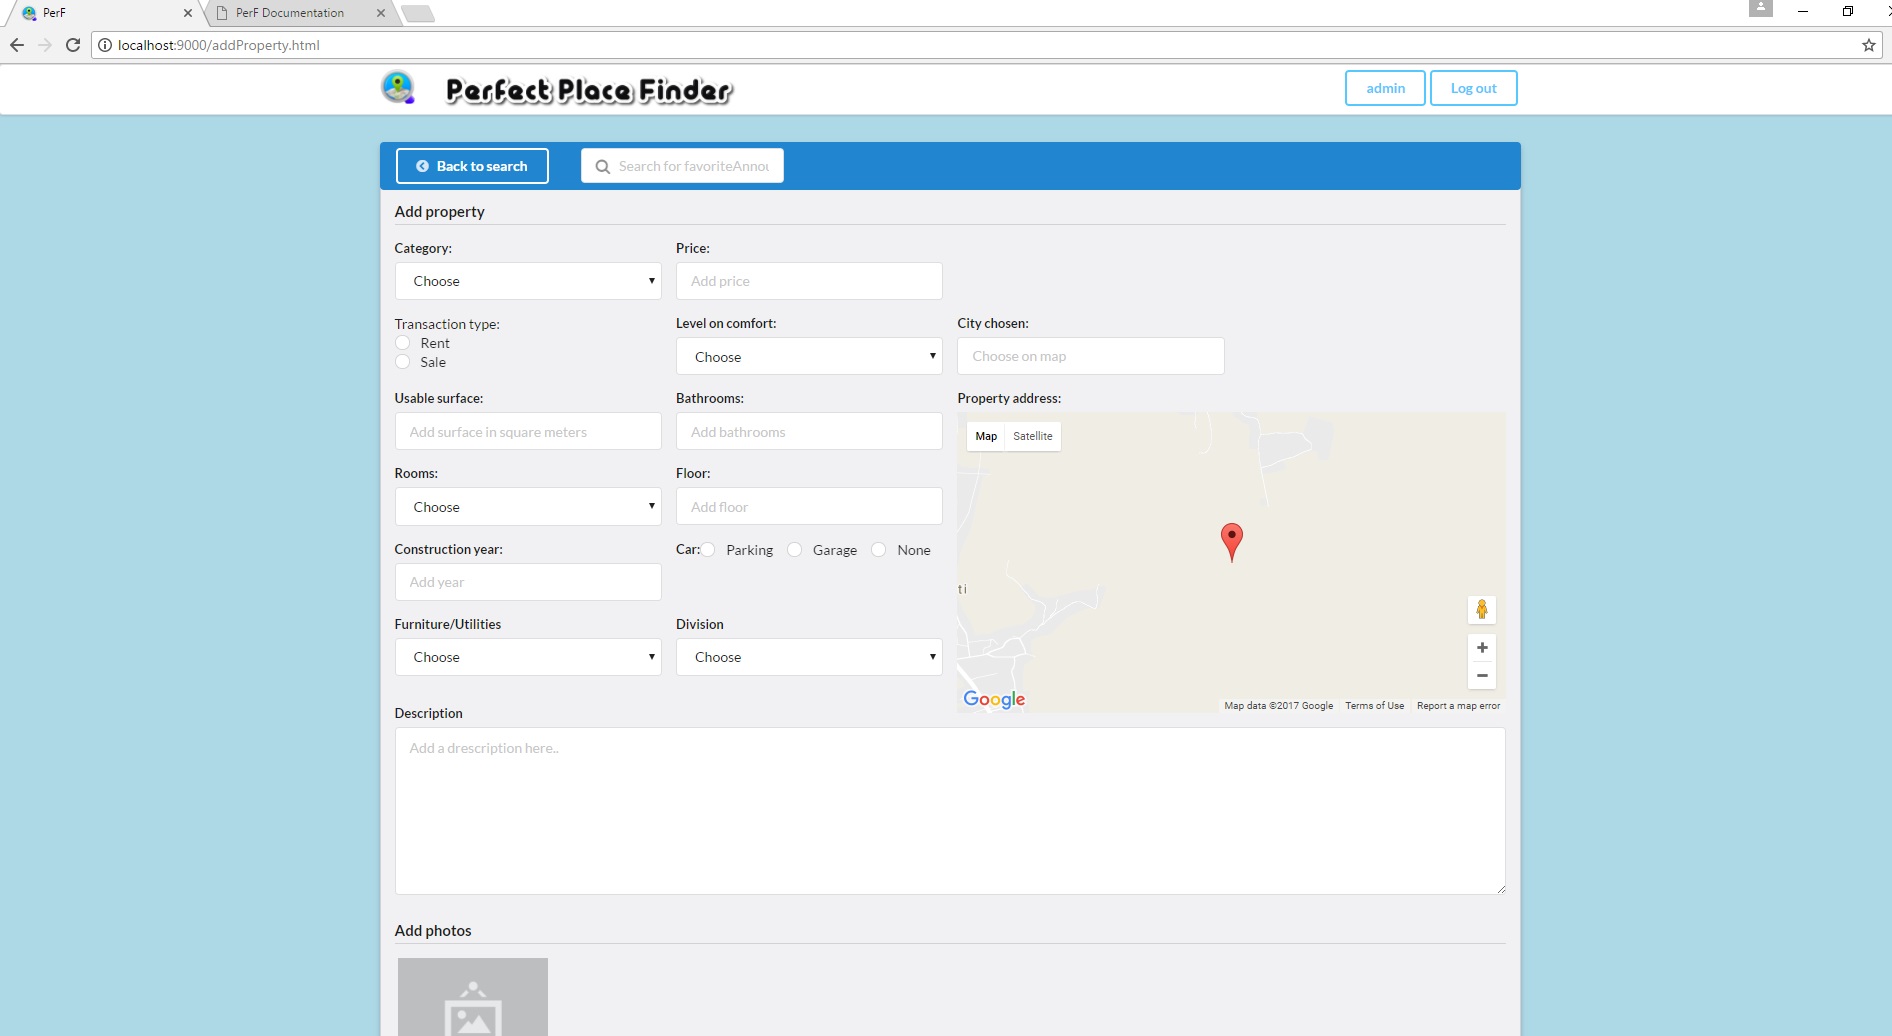 PerF
PerF Documentation
localhost:9000/addProperty.html
Perfect Place Finder
admin
Log out
Back to search
Search for favoriteAnnou
Add property
Category:
Price:
Choose
Add price
Transaction type:
Level on comfort:
City chosen:
Rent
Sale
Choose
Choose on map
Usable surface:
Bathrooms:
Property address:
Add surface in square meters
Add bathrooms
Map
Satellite
Rooms:
Floor:
Choose
Add floor
Construction year:
Car:
Parking
Garage
None
Add year
ti
Furniture/Utilities
Division
Choose
Choose
Google
Map data ©2017 Google
Terms of Use
Report a map error
Description
Add a drescription here..
Add photos